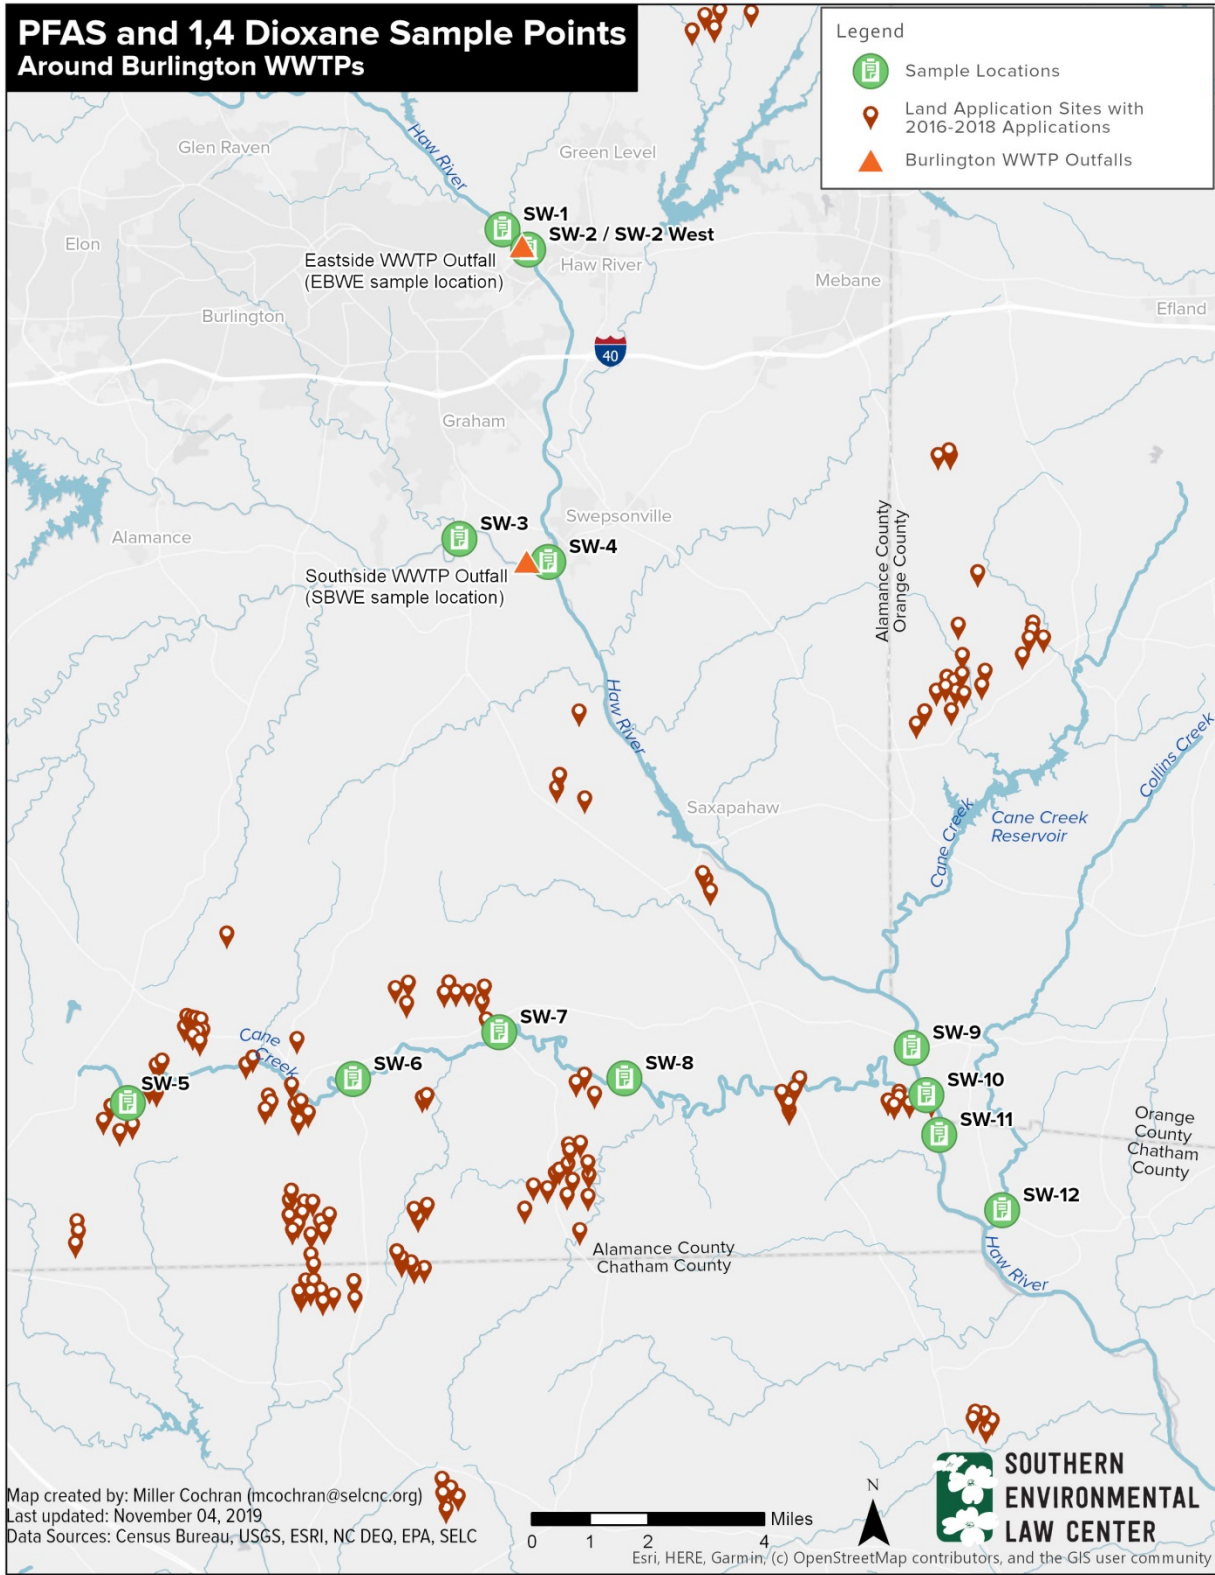 PFAS and 1,4 Dioxane Sample Points
Around Burlington WWTPs
Legend
Sample Locations
Land Application Sites with
2016-2018 Applications
Burlington WWTP Outfalls
Glen Raven
Haw River
Green Level
Elon
SW-1
SW-2 / SW-2 West
Eastside WWTP Outfall
(EBWE sample location)
Haw River
Mebane
Burlington
Efland
40
Graham
Alamance
SW-3
Swepsonville
SW-4
Southside WWTP Outfall
(SBWE sample location)
Alamance County
Orange County
Haw River
Saxapahaw
Collins Creek
Cane Creek
Cane Creek
Reservoir
Cane
Creek
SW-5
SW-6
SW-7
SW-8
SW-9
SW-10
SW-11
SW-12
Orange
County
Chatham
County
Alamance County
Chatham County
Haw River
Map created by: Miller Cochran (mcochran@selcnc.org)
Last updated: November 04, 2019
Data Sources: Census Bureau, USGS, ESRI, NC DEQ, EPA, SELC
0 1 2 4 Miles
N
SOUTHERN
ENVIRONMENTAL
LAW CENTER
Esri, HERE, Garmin, (c) OpenStreetMap contributors, and the GIS user community